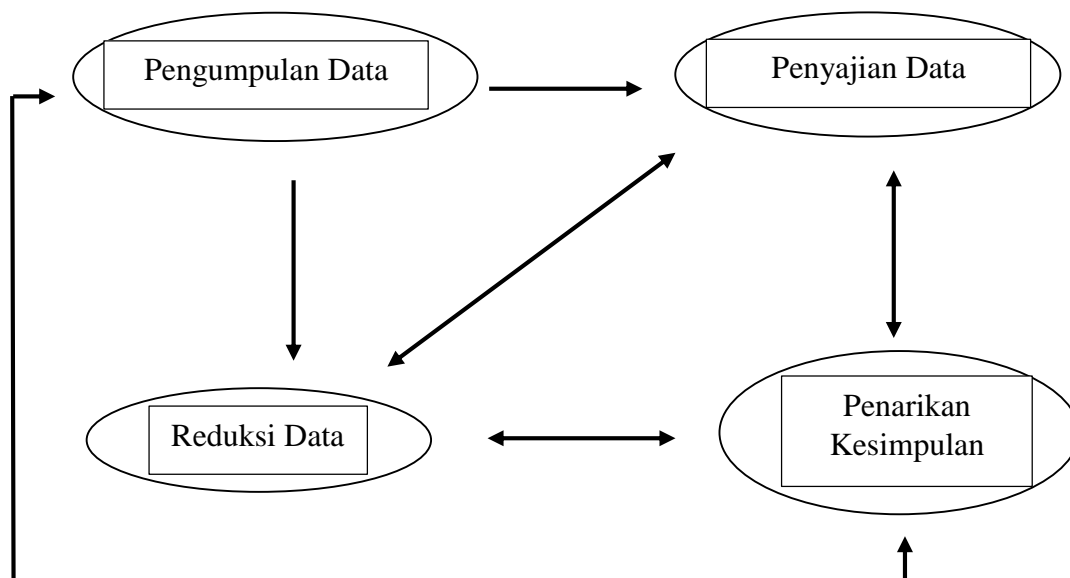 Pengumpulan Data
Penyajian Data
Reduksi Data
Penarikan
Kesimpulan